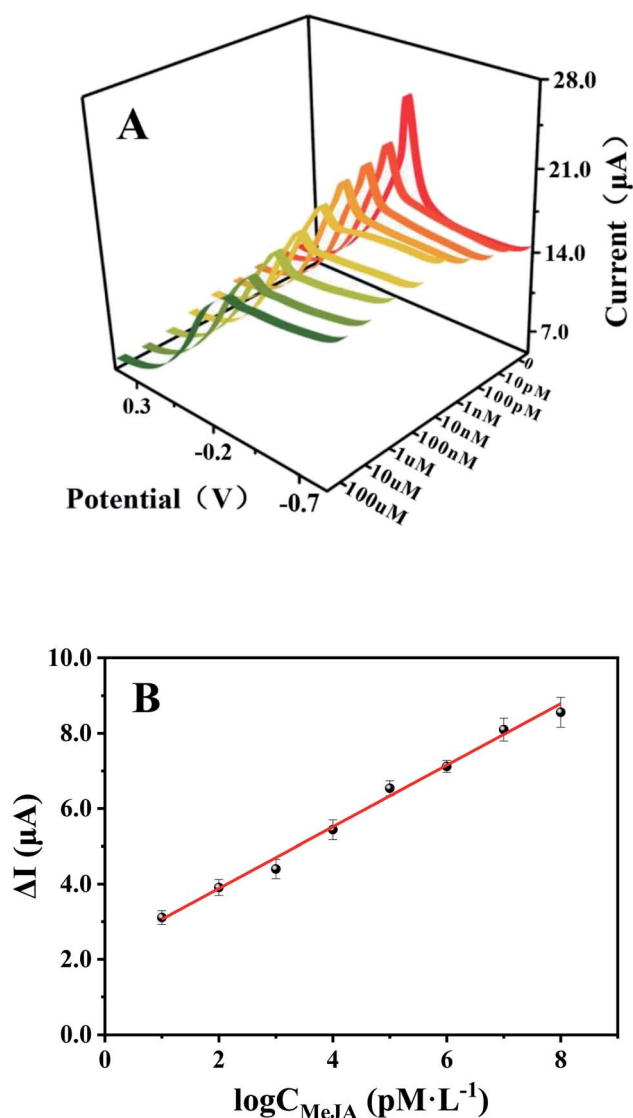 A
28.0
21.0
14.0
7.0
Current（μA）
0.3
-0.2
-0.7
Potential（V）
0
10pM
100pM
1nM
10nM
100nM
1uM
10uM
100uM
B
10.0
8.0
6.0
4.0
2.0
0.0
ΔI (μA)
0 2 4 6 8
logC_MeJA (pM·L⁻¹)